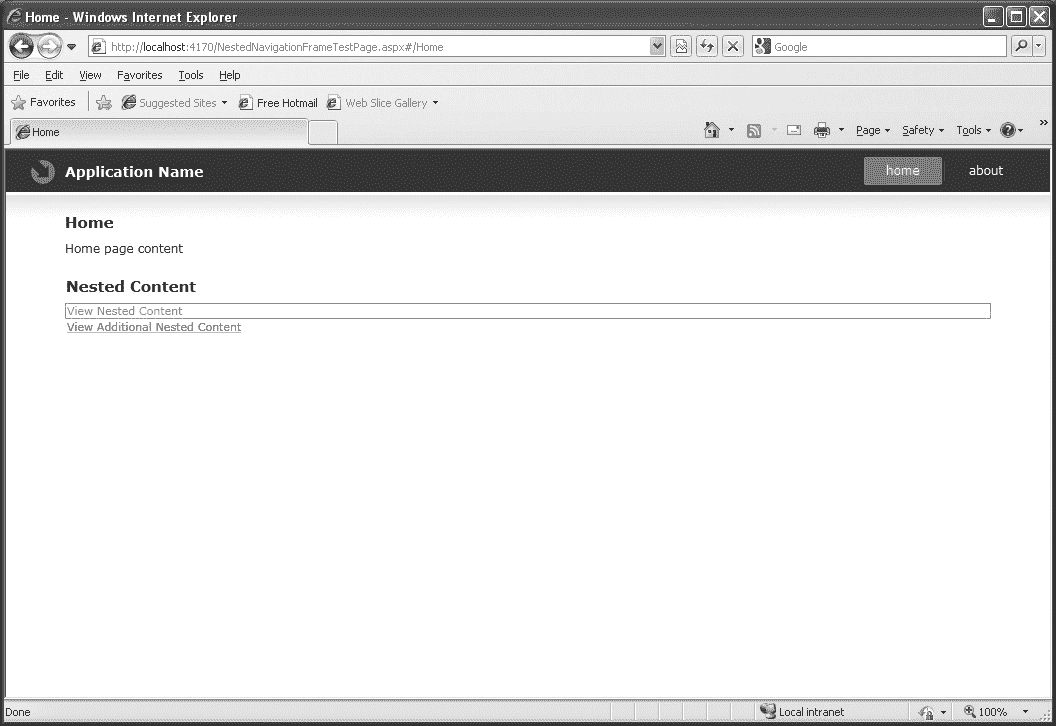 Home - Windows Internet Explorer
http://localhost:4170/NestedNavigationFrameTestPage.aspx#/Home
Google
File Edit View Favorites Tools Help
Favorites Suggested Sites Free Hotmail Web Slice Gallery
Home Page Safety Tools »
Application Name home about
Home
Home page content
Nested Content
View Nested Content
View Additional Nested Content
Done Local intranet 100%